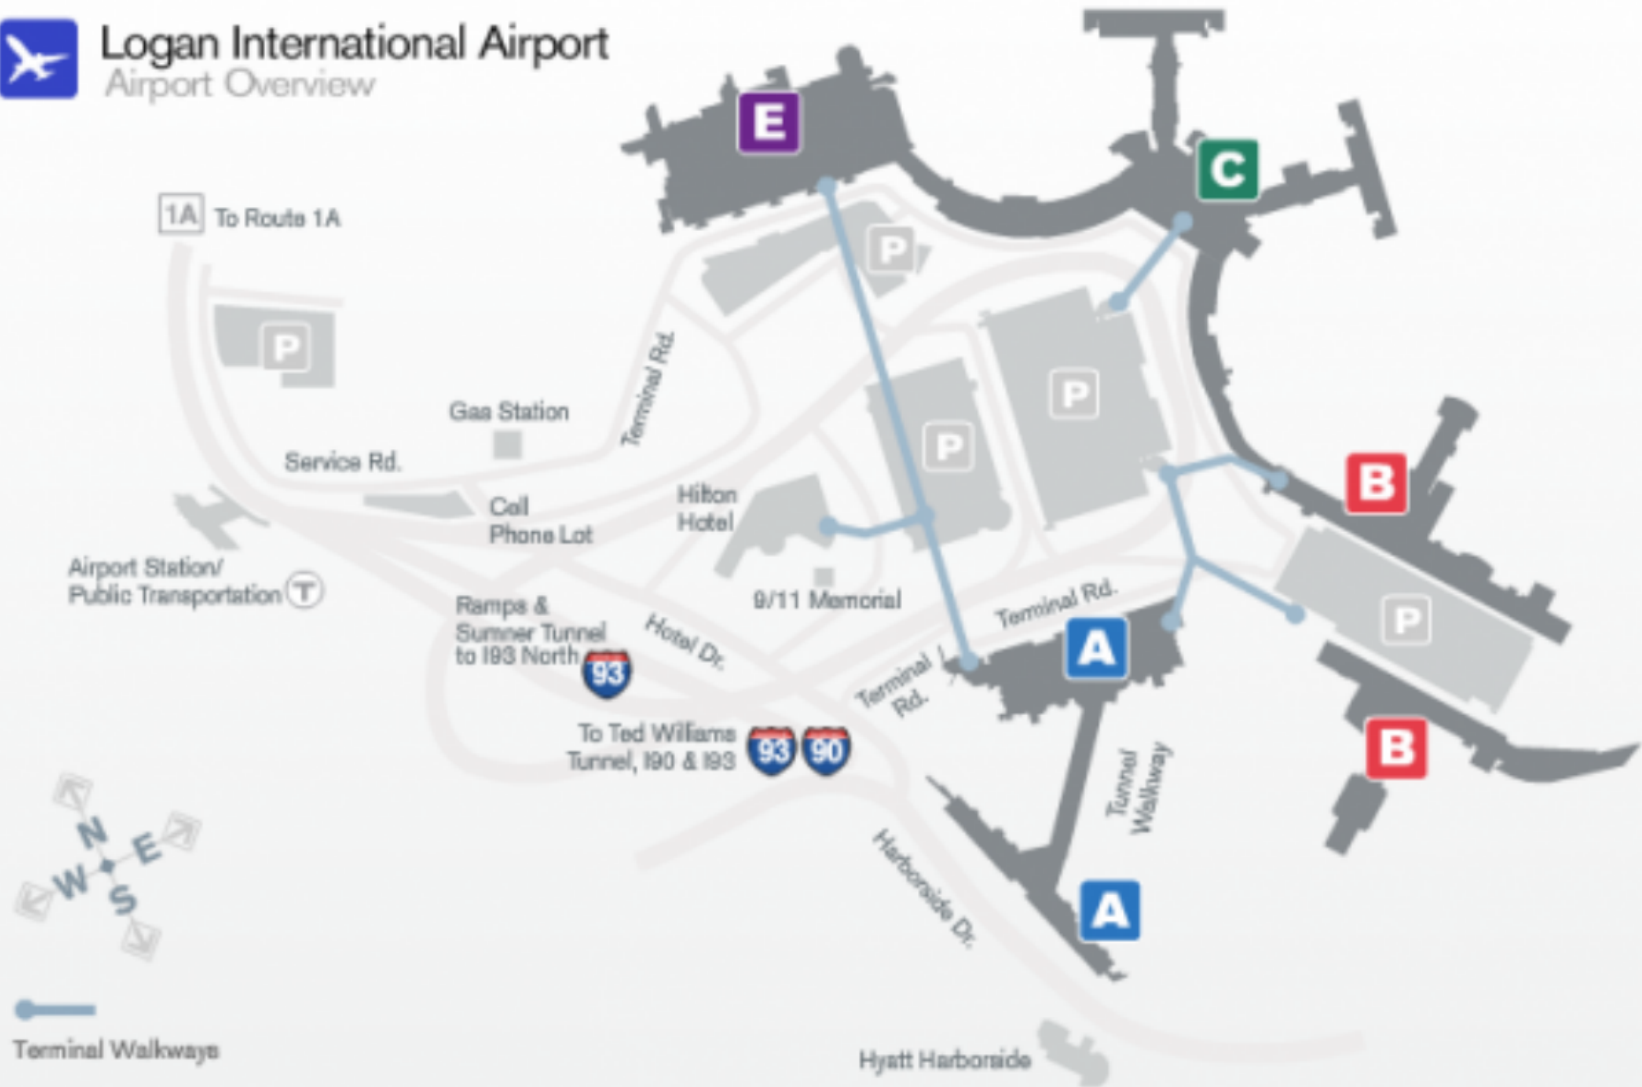 Logan International Airport
Airport Overview
E
C
1A To Route 1A
P
P
Terminal Rd.
P
P
Gas Station
Service Rd.
P
B
Cell
Phone Lot
Hilton
Hotel
Airport Station/
Public Transportation T
9/11 Memorial
Terminal Rd.
P
Ramps &
Sumner Tunnel
to I93 North 93
Hotel Dr.
A
Terminal
Rd.
To Ted Williams
Tunnel, I90 & I93
93 90
B
Tunnel
Walkway
N
E
W
S
Harborside Dr.
A
Terminal Walkways
Hyatt Harborside